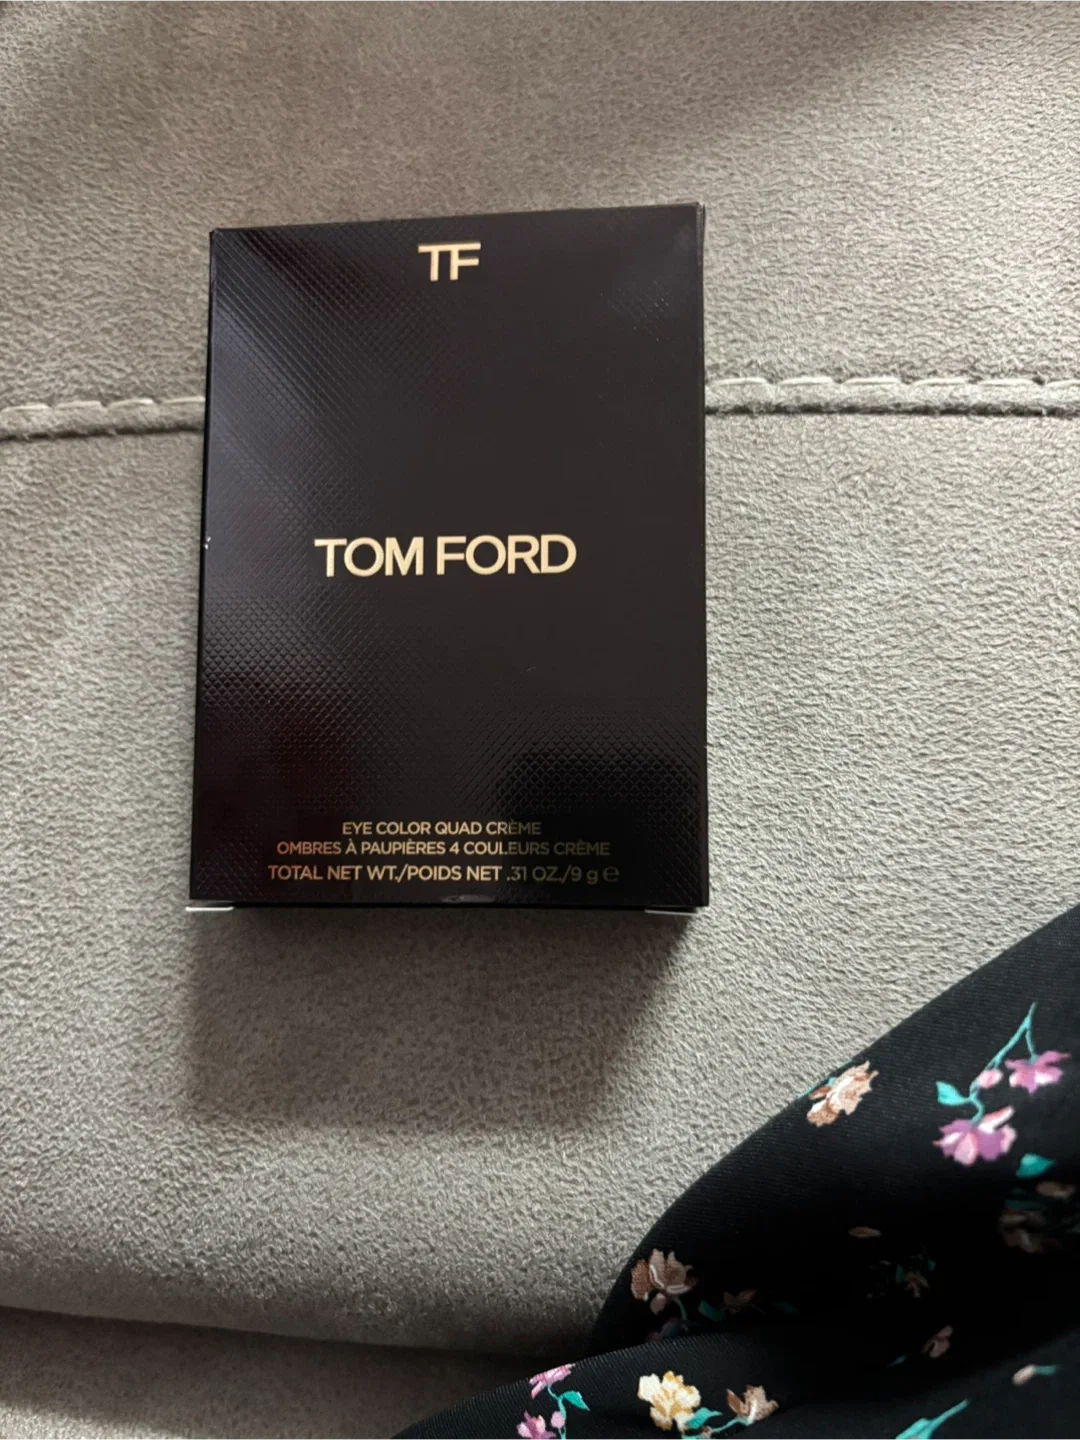 TF
TOM FORD
EYE COLOR QUAD CRÈME
OMBRES À PAUPIÈRES 4 COULEURS CRÈME
TOTAL NET WT./POIDS NET .31 OZ./9 g ℮